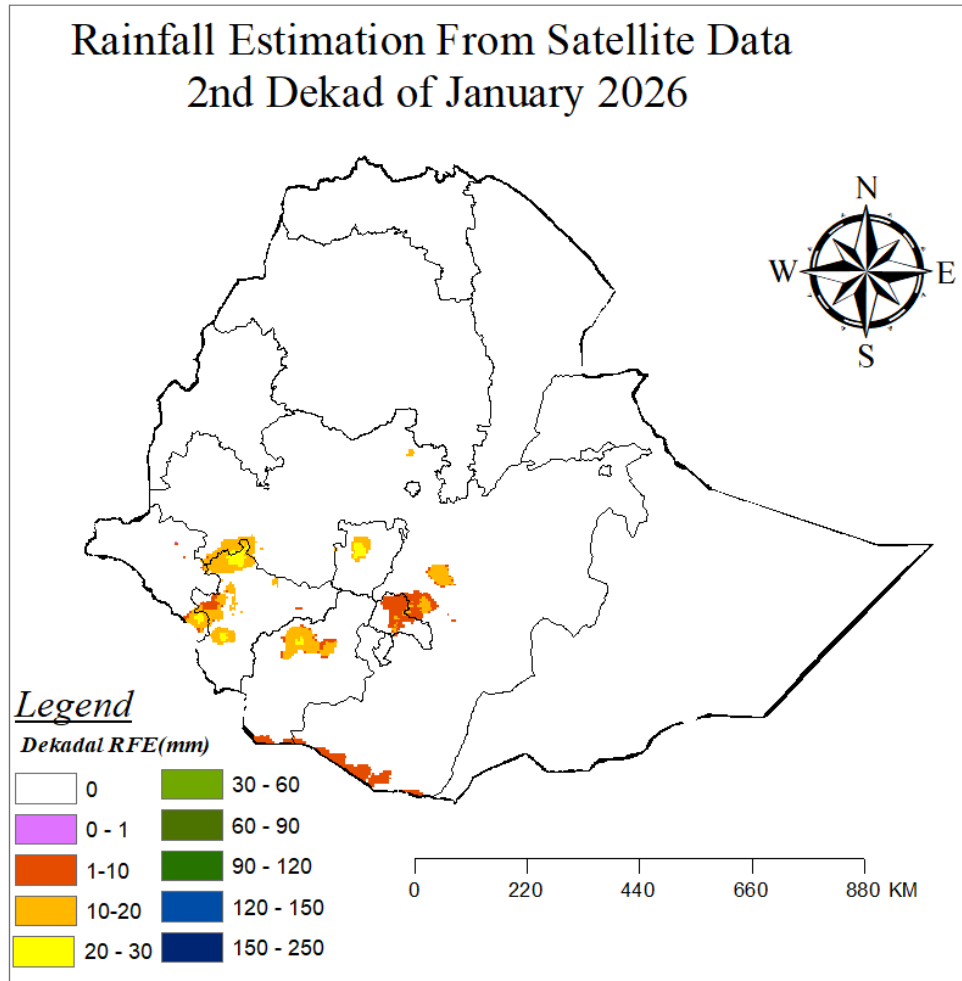 Rainfall Estimation From Satellite Data
2nd Dekad of January 2026
N
W
E
S
Legend
Dekadal RFE(mm)
0
0 - 1
1-10
10-20
20 - 30
30 - 60
60 - 90
90 - 120
120 - 150
150 - 250
0 220 440 660 880 KM